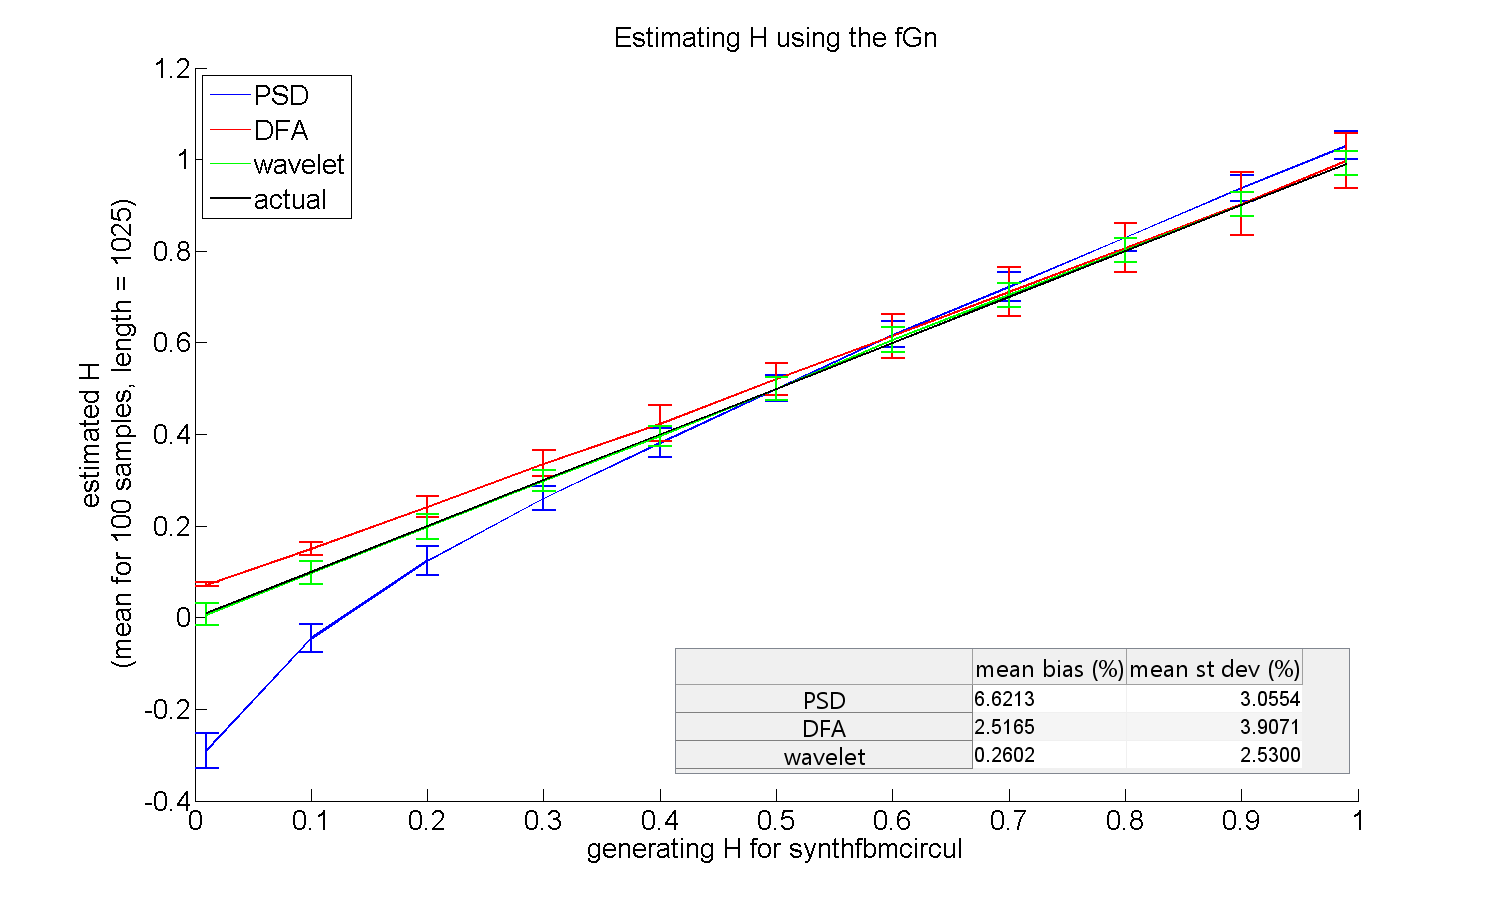 Estimating H using the fGn
1.2
1
0.8
0.6
0.4
0.2
0
-0.2
-0.4
estimated H
(mean for 100 samples, length = 1025)
PSD
DFA
wavelet
actual
mean bias (%) mean st dev (%)
PSD 6.6213 3.0554
DFA 2.5165 3.9071
wavelet 0.2602 2.5300
0 0.1 0.2 0.3 0.4 0.5 0.6 0.7 0.8 0.9 1
generating H for synthfbmcircul